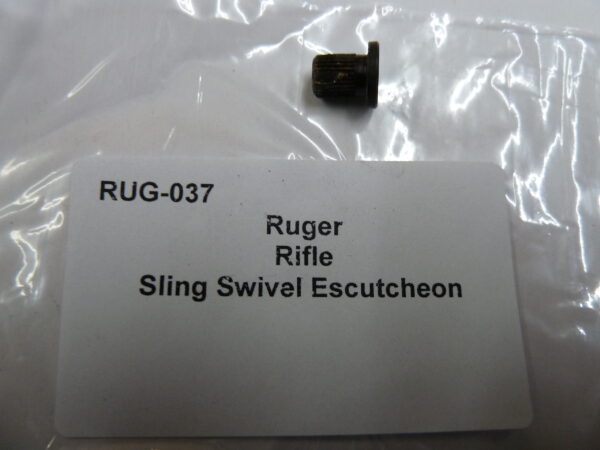 RUG-037
Ruger
Rifle
Sling Swivel Escutcheon